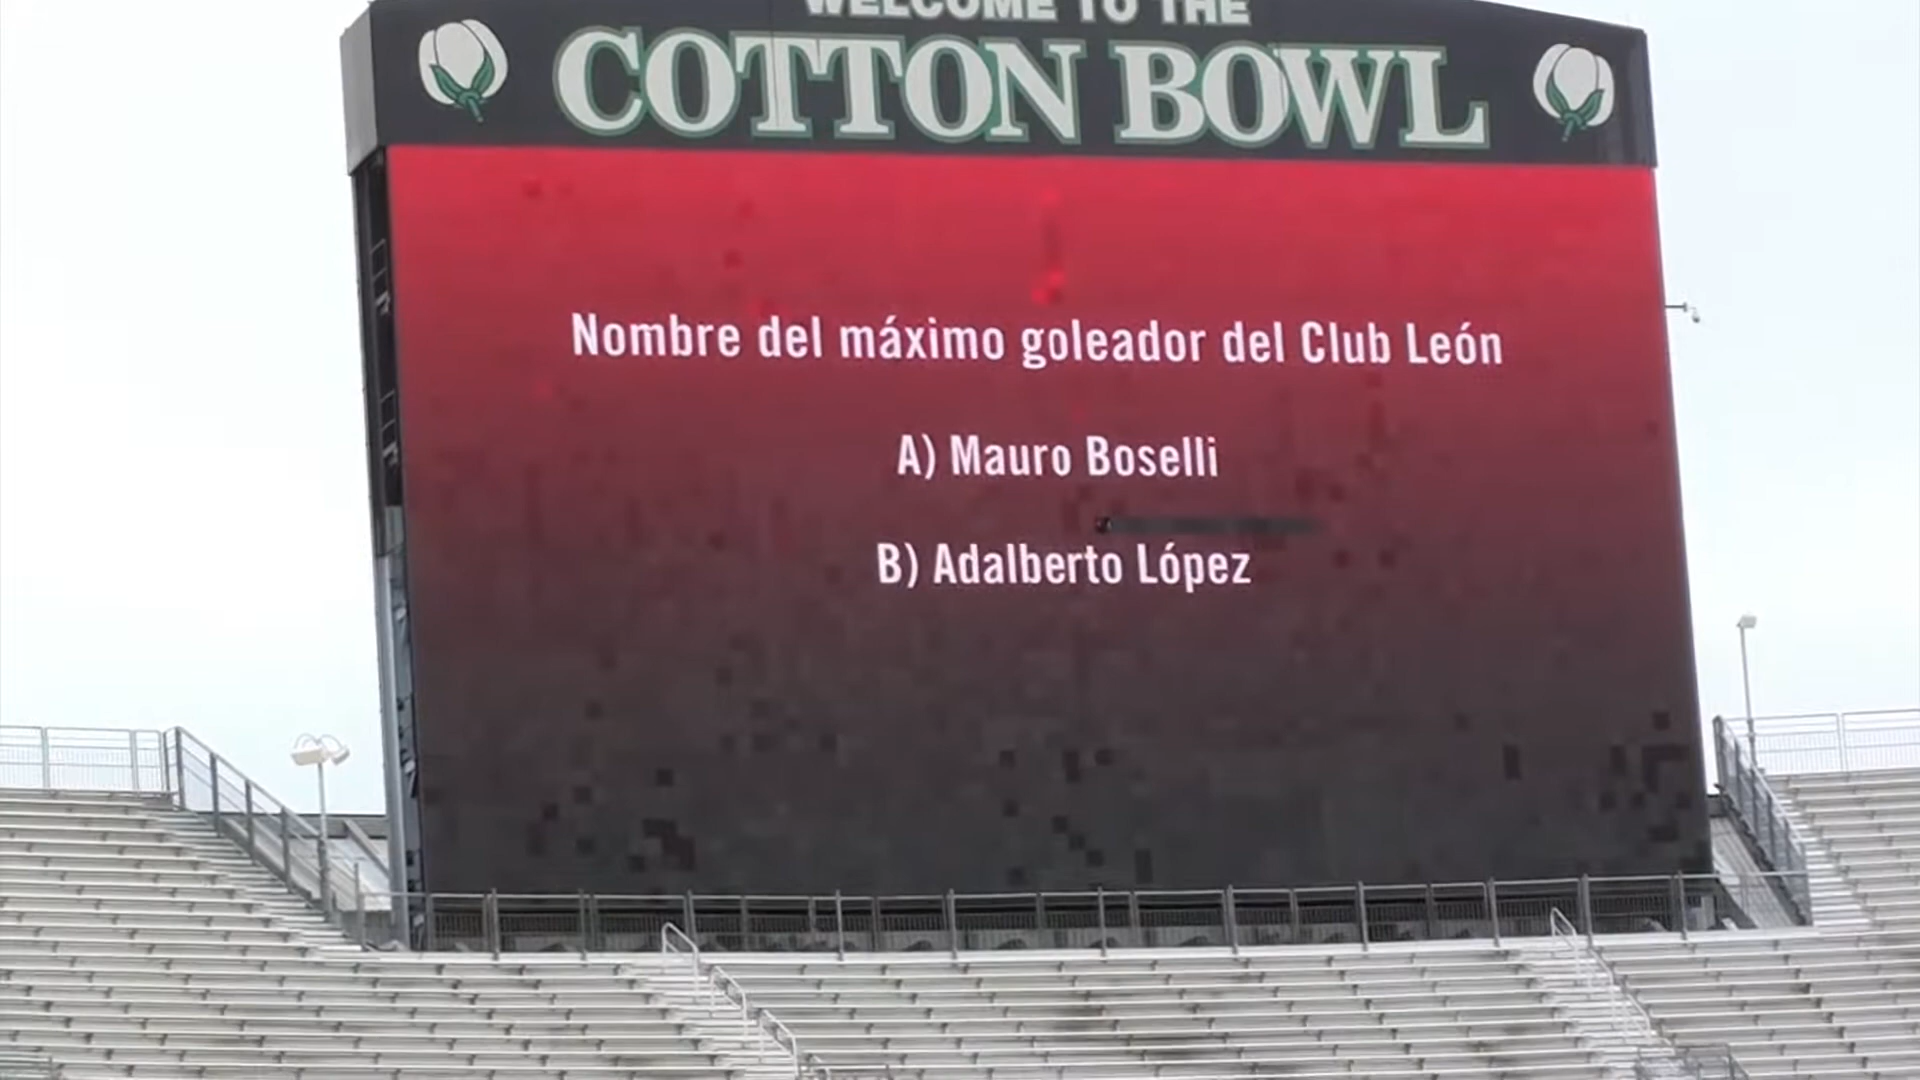 WELCOME TO THE
COTTON BOWL
Nombre del máximo goleador del Club León
A) Mauro Boselli
B) Adalberto López